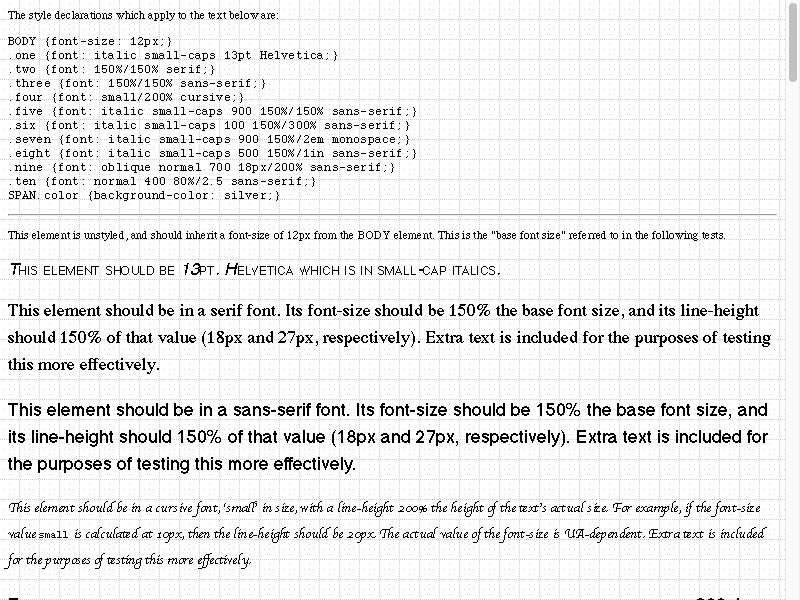 The style declarations which apply to the text below are:
BODY {font-size: 12px;}
.one {font: italic small-caps 13pt Helvetica;}
.two {font: 150%/150% serif;}
.three {font: 150%/150% sans-serif;}
.four {font: small/200% cursive;}
.five {font: italic small-caps 900 150%/150% sans-serif;}
.six {font: italic small-caps 100 150%/300% sans-serif;}
.seven {font: italic small-caps 900 150%/2em monospace;}
.eight {font: italic small-caps 500 150%/1in sans-serif;}
.nine {font: oblique normal 700 18px/200% sans-serif;}
.ten {font: normal 400 80%/2.5 sans-serif;}
SPAN.color {background-color: silver;}
This element is unstyled, and should inherit a font-size of 12px from the BODY element. This is the "base font size" referred to in the following tests.
This element should be 13pt. Helvetica which is in small-cap italics.
This element should be in a serif font. Its font-size should be 150% the base font size, and its line-height
should 150% of that value (18px and 27px, respectively). Extra text is included for the purposes of testing
this more effectively.
This element should be in a sans-serif font. Its font-size should be 150% the base font size, and
its line-height should 150% of that value (18px and 27px, respectively). Extra text is included for
the purposes of testing this more effectively.
This element should be in a cursive font, 'small' in size, with a line-height 200% the height of the text's actual size. For example, if the font-size
value small is calculated at 10px, then the line-height should be 20px. The actual value of the font-size is UA-dependent. Extra text is included
for the purposes of testing this more effectively.